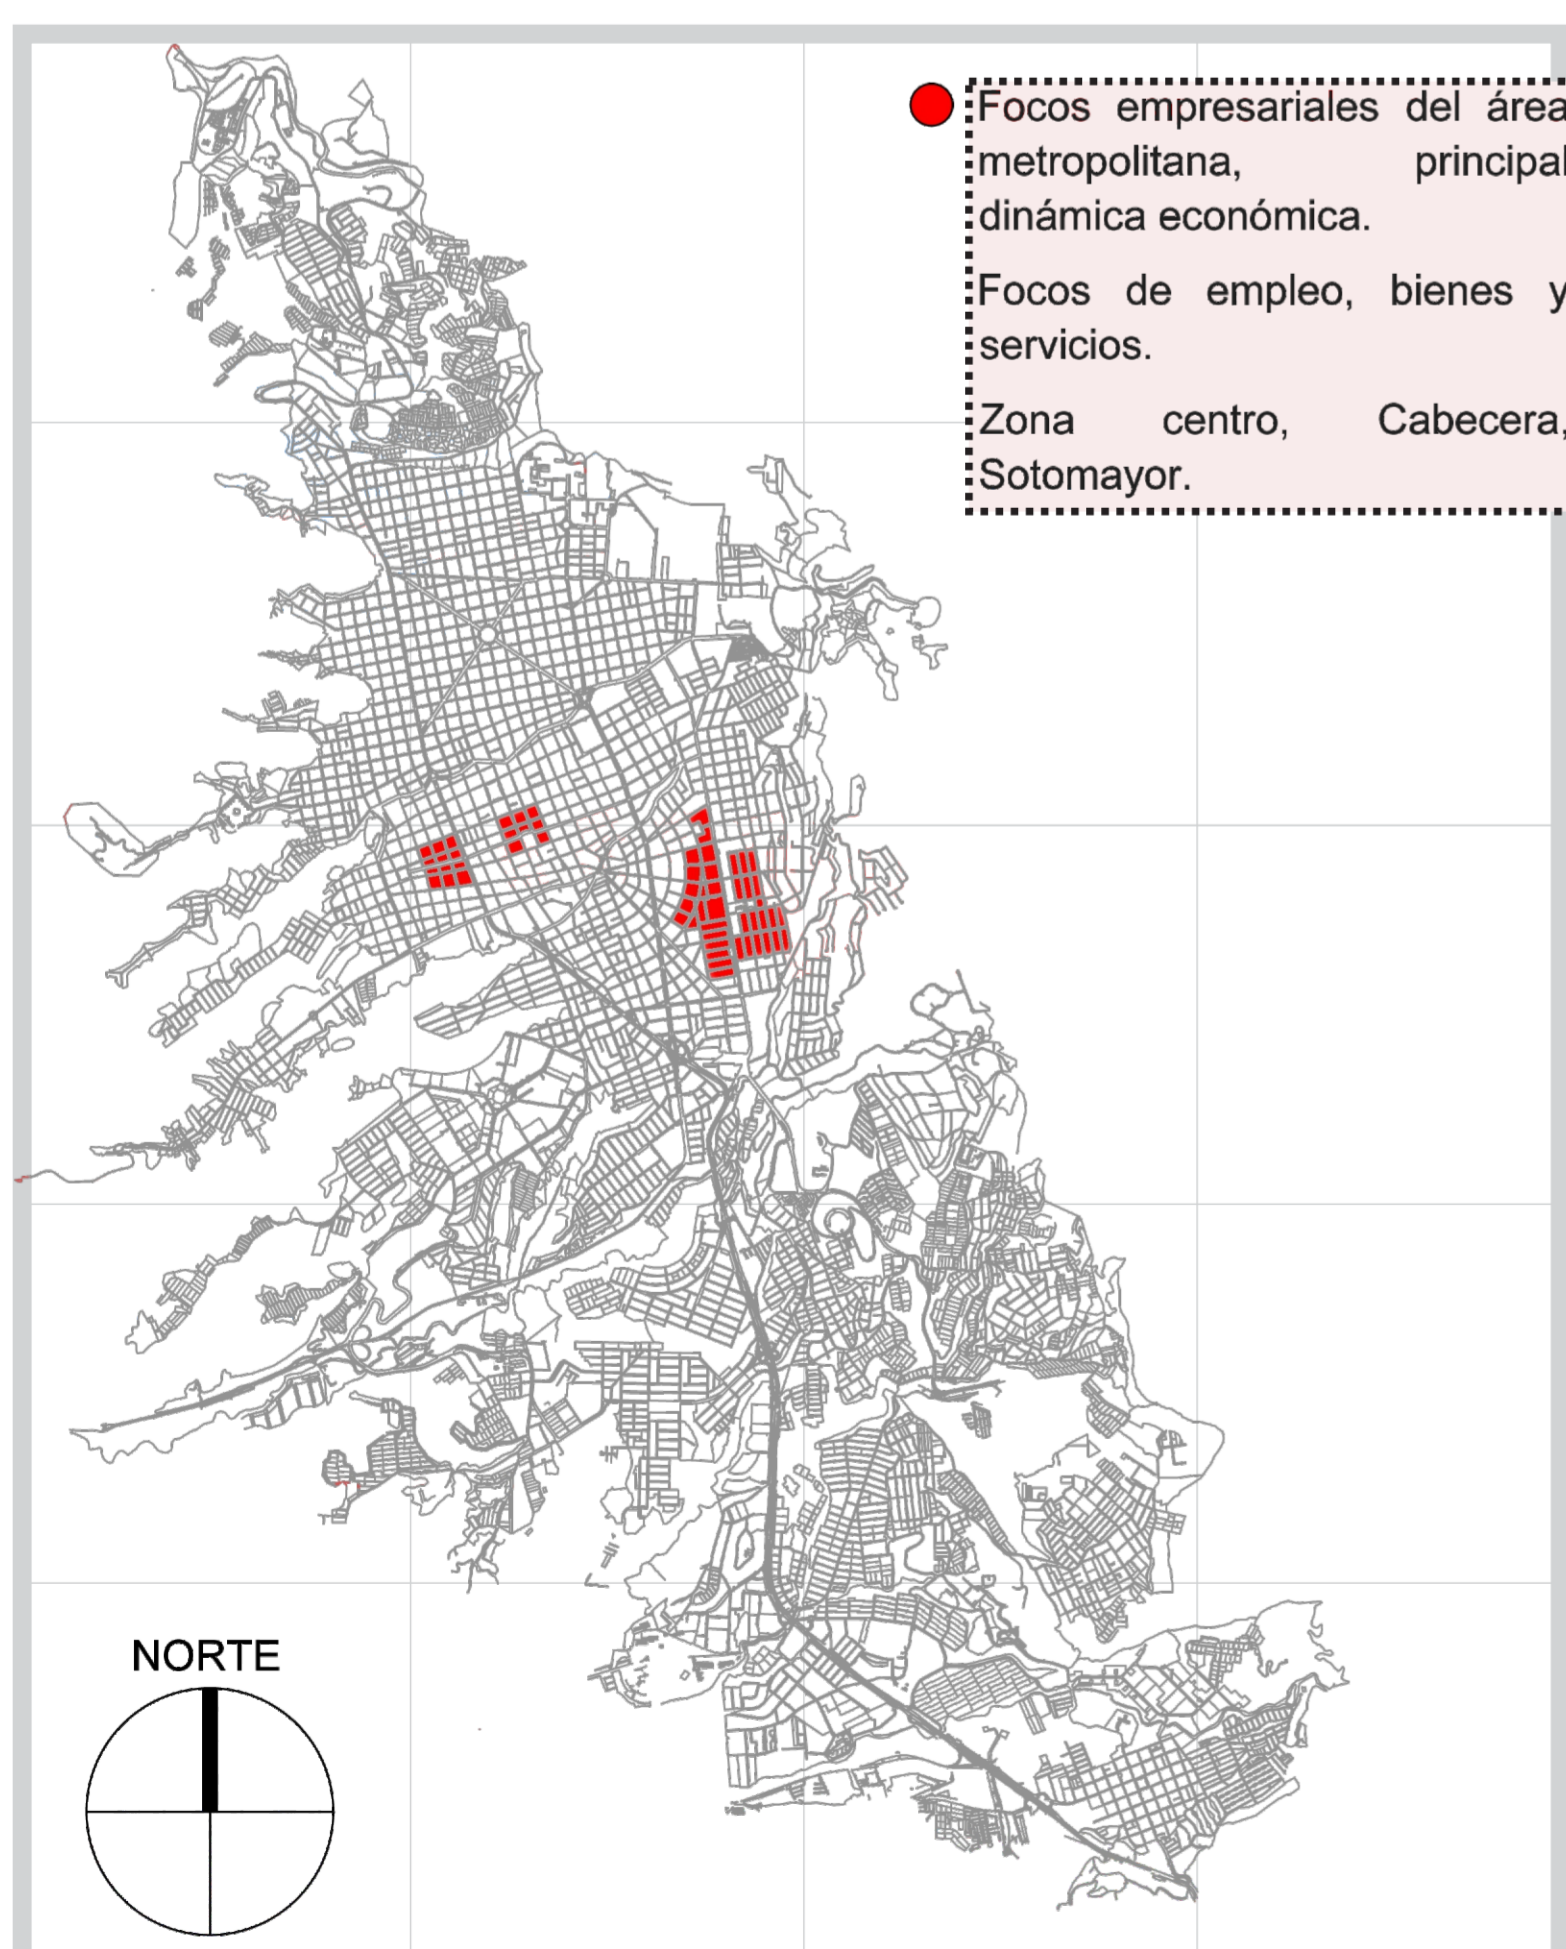 Focos empresariales del área
metropolitana, principal
dinámica económica.
Focos de empleo, bienes y
servicios.
Zona centro, Cabecera,
Sotomayor.
NORTE